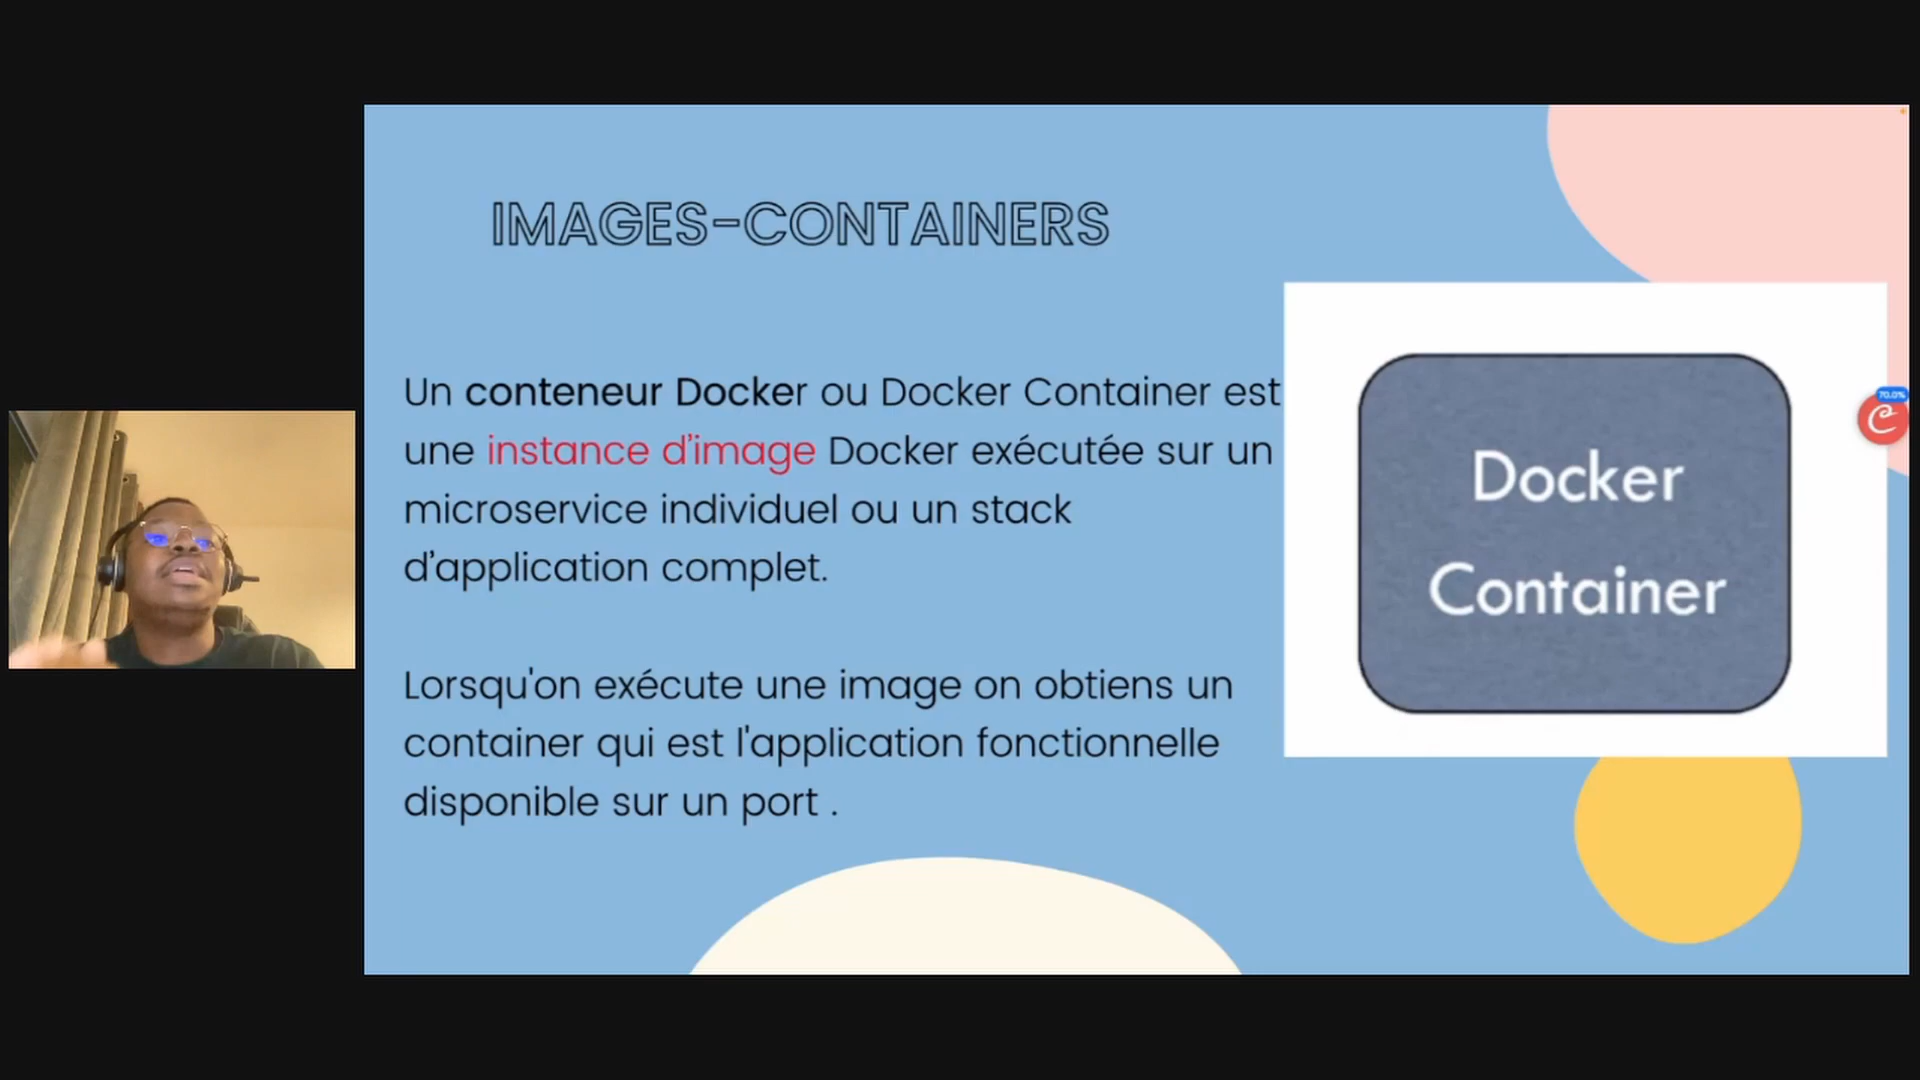 IMAGES-CONTAINERS
Un conteneur Docker ou Docker Container est
une instance d'image Docker exécutée sur un
microservice individuel ou un stack
d'application complet.
Lorsqu'on exécute une image on obtiens un
container qui est l'application fonctionnelle
disponible sur un port .
Docker
Container
70.0%